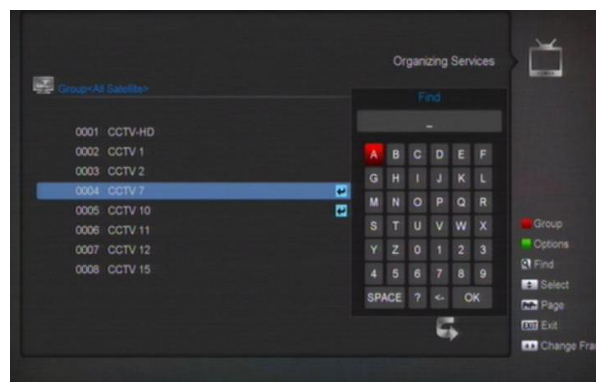 Organizing Services
Group<All Satellite>
Find
_
0001 CCTV-HD
0002 CCTV 1
0003 CCTV 2
0004 CCTV 7
0005 CCTV 10
0006 CCTV 11
0007 CCTV 12
0008 CCTV 15
A B C D E F
G H I J K L
M N O P Q R
S T U V W X
Y Z 0 1 2 3
4 5 6 7 8 9
SPACE ? <- OK
Group
Options
Find
Select
Page
EXIT Exit
Change Fra